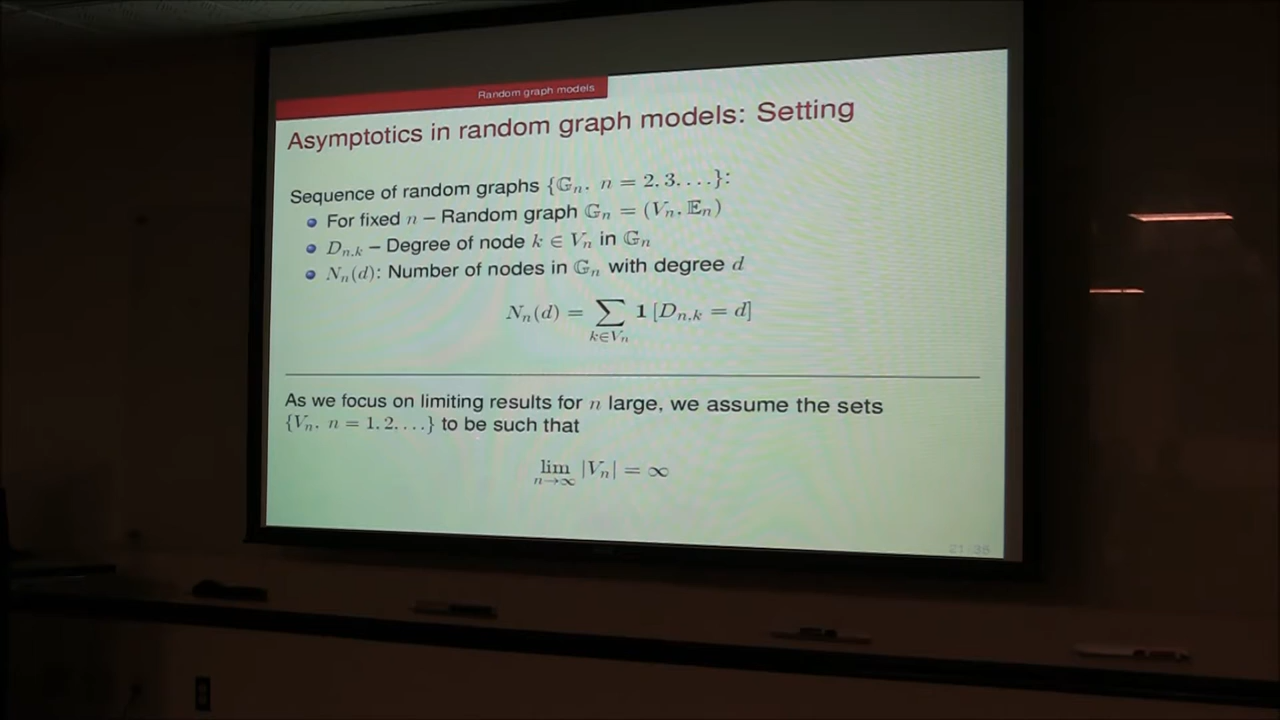 Random graph models
Asymptotics in random graph models: Setting
Sequence of random graphs {𝔾ₙ, n = 2, 3, . . .}:
For fixed n – Random graph 𝔾ₙ = (Vₙ, 𝔼ₙ)
Dₙ,ₖ – Degree of node k ∈ Vₙ in 𝔾ₙ
Nₙ(d): Number of nodes in 𝔾ₙ with degree d
Nₙ(d) = ∑ 1 [Dₙ,ₖ = d]
k∈Vₙ
As we focus on limiting results for n large, we assume the sets
{Vₙ, n = 1, 2, . . .} to be such that
lim |Vₙ| = ∞
n→∞